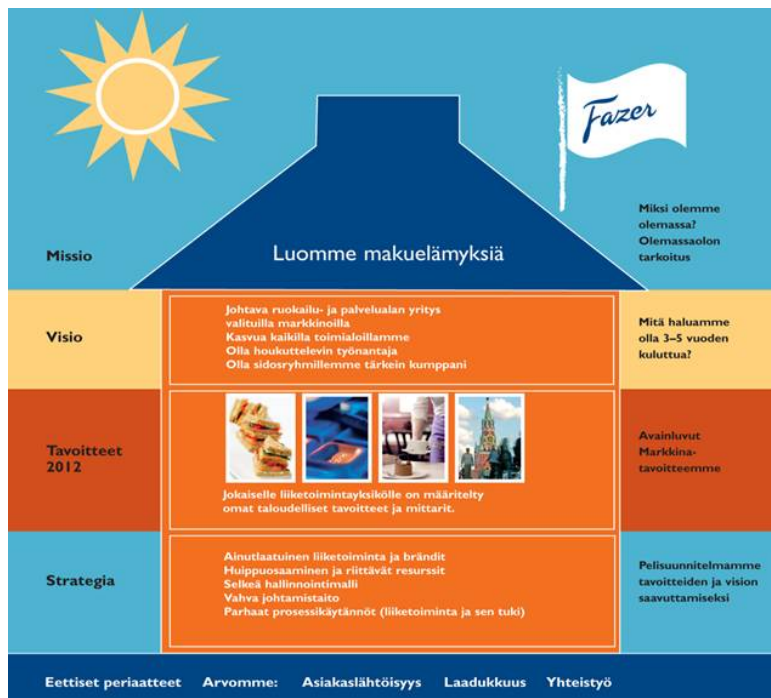 Fazer
Miksi olemme
olemassa?
Olemassaolon
tarkoitus
Missio
Luomme makuelämyksiä
Visio
Johtava ruokailu- ja palvelualan yritys
valituilla markkinoilla
Kasvua kaikilla toimialoillamme
Olla houkuttelevin työnantaja
Olla sidosryhmillemme tärkein kumppani
Mitä haluamme
olla 3–5 vuoden
kuluttua?
Tavoitteet
2012
Jokaiselle liiketoimintayksikölle on määritelty
omat taloudelliset tavoitteet ja mittarit.
Avainluvut
Markkina-
tavoitteemme
Strategia
Ainutlaatuinen liiketoiminta ja brändit
Huippuosaaminen ja riittävät resurssit
Selkeä hallinnointimalli
Vahva johtamistaito
Parhaat prosessikäytännöt (liiketoiminta ja sen tuki)
Pelisuunnitelmamme
tavoitteiden ja vision
saavuttamiseksi
Eettiset periaatteet Arvomme: Asiakaslähtöisyys Laadukkuus Yhteistyö